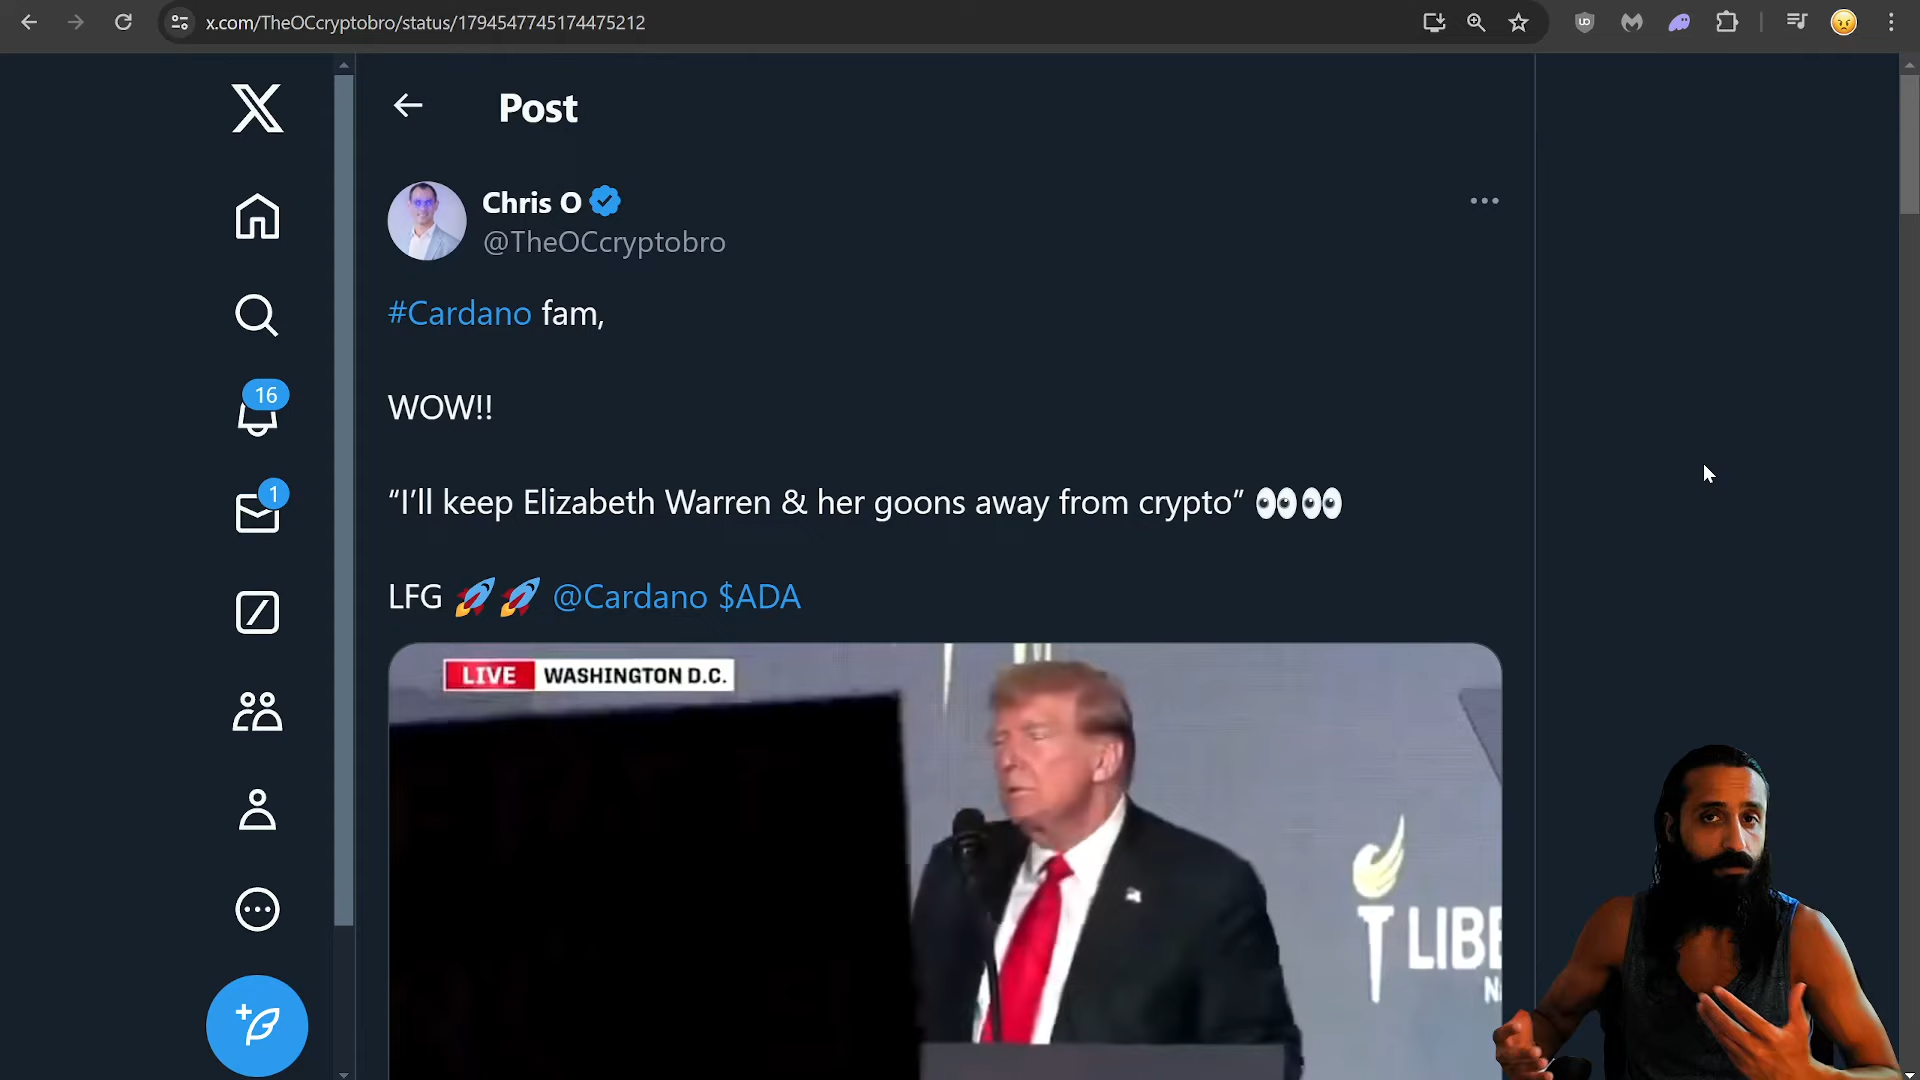 x.com/TheOCcryptobro/status/1794547745174475212
Post
Chris O
@TheOCcryptobro
#Cardano fam,
WOW!!
“I’ll keep Elizabeth Warren & her goons away from crypto” 👀👀
LFG 🚀🚀 @Cardano $ADA
16
1
LIVE WASHINGTON D.C.
LIBE
N